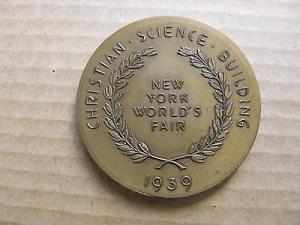 CHRISTIAN · SCIENCE · BUILDING
NEW
YORK
WORLD'S
FAIR
1939